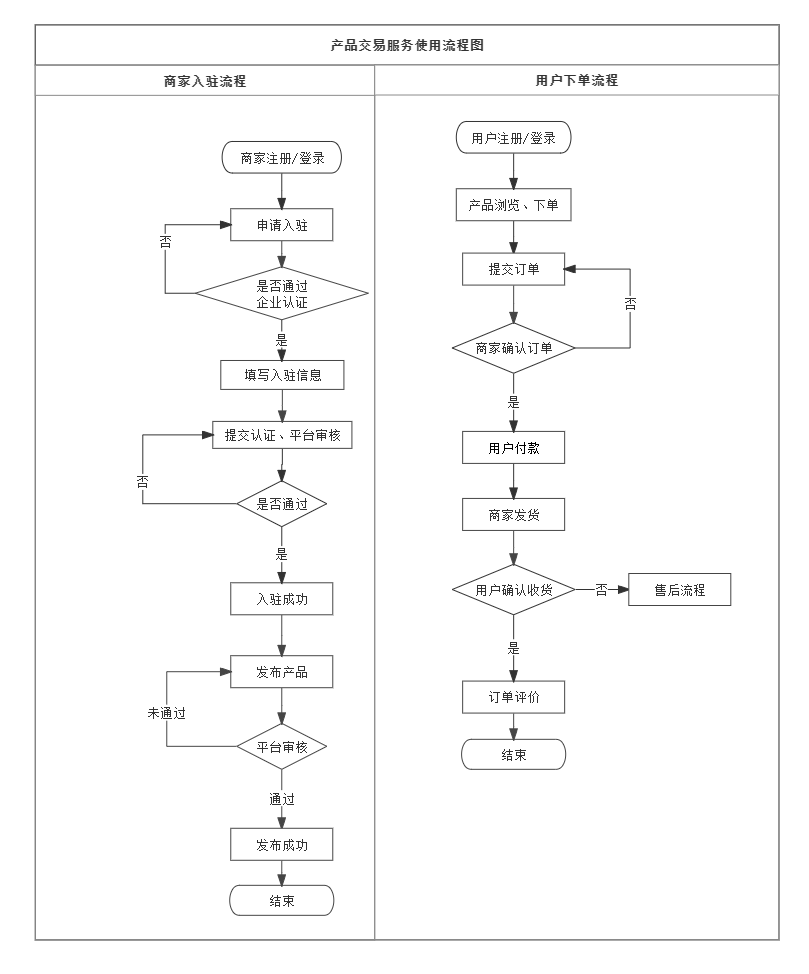 产品交易服务使用流程图
商家入驻流程
商家注册/登录
申请入驻
否
是否通过
企业认证
是
填写入驻信息
提交认证、平台审核
否
是否通过
是
入驻成功
发布产品
未通过
平台审核
通过
发布成功
结束
用户下单流程
用户注册/登录
产品浏览、下单
提交订单
否
商家确认订单
是
用户付款
商家发货
用户确认收货
否
售后流程
是
订单评价
结束